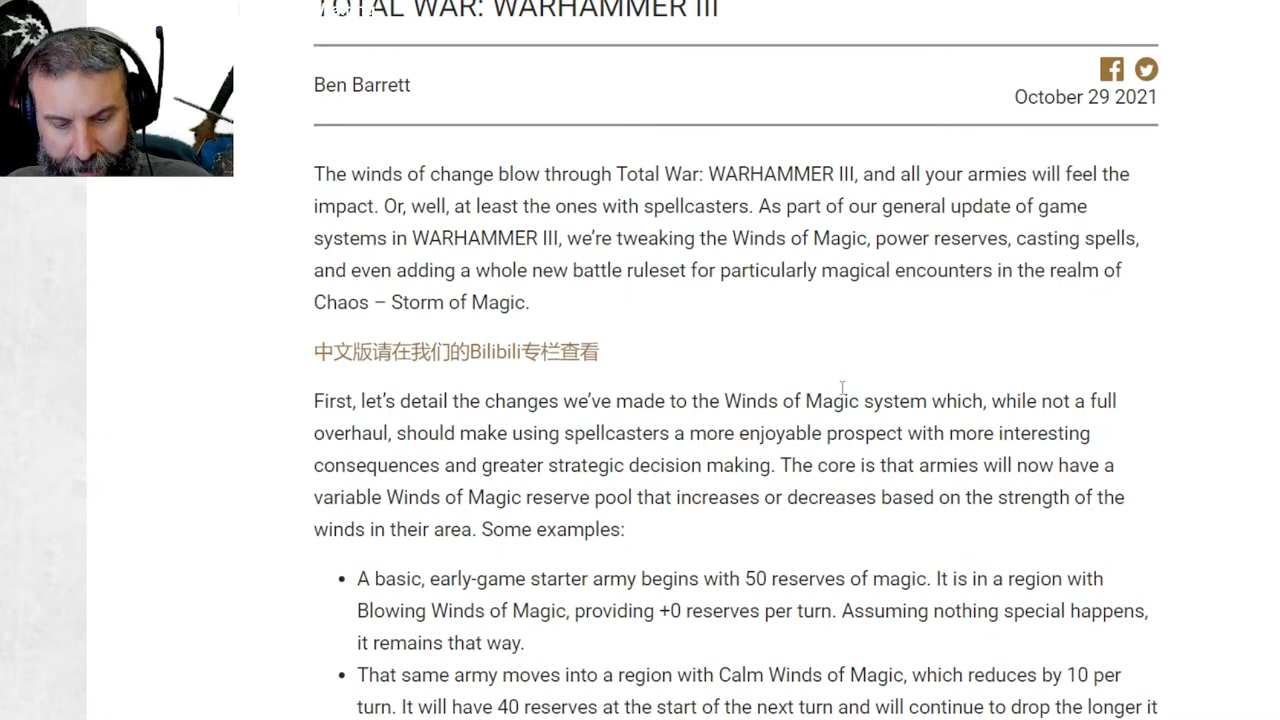 TOTAL WAR: WARHAMMER III
Ben Barrett
October 29 2021
The winds of change blow through Total War: WARHAMMER III, and all your armies will feel the
impact. Or, well, at least the ones with spellcasters. As part of our general update of game
systems in WARHAMMER III, we’re tweaking the Winds of Magic, power reserves, casting spells,
and even adding a whole new battle ruleset for particularly magical encounters in the realm of
Chaos – Storm of Magic.
中文版请在我们的Bilibili专栏查看
First, let’s detail the changes we’ve made to the Winds of Magic system which, while not a full
overhaul, should make using spellcasters a more enjoyable prospect with more interesting
consequences and greater strategic decision making. The core is that armies will now have a
variable Winds of Magic reserve pool that increases or decreases based on the strength of the
winds in their area. Some examples:
• A basic, early-game starter army begins with 50 reserves of magic. It is in a region with
Blowing Winds of Magic, providing +0 reserves per turn. Assuming nothing special happens,
it remains that way.
• That same army moves into a region with Calm Winds of Magic, which reduces by 10 per
turn. It will have 40 reserves at the start of the next turn and will continue to drop the longer it